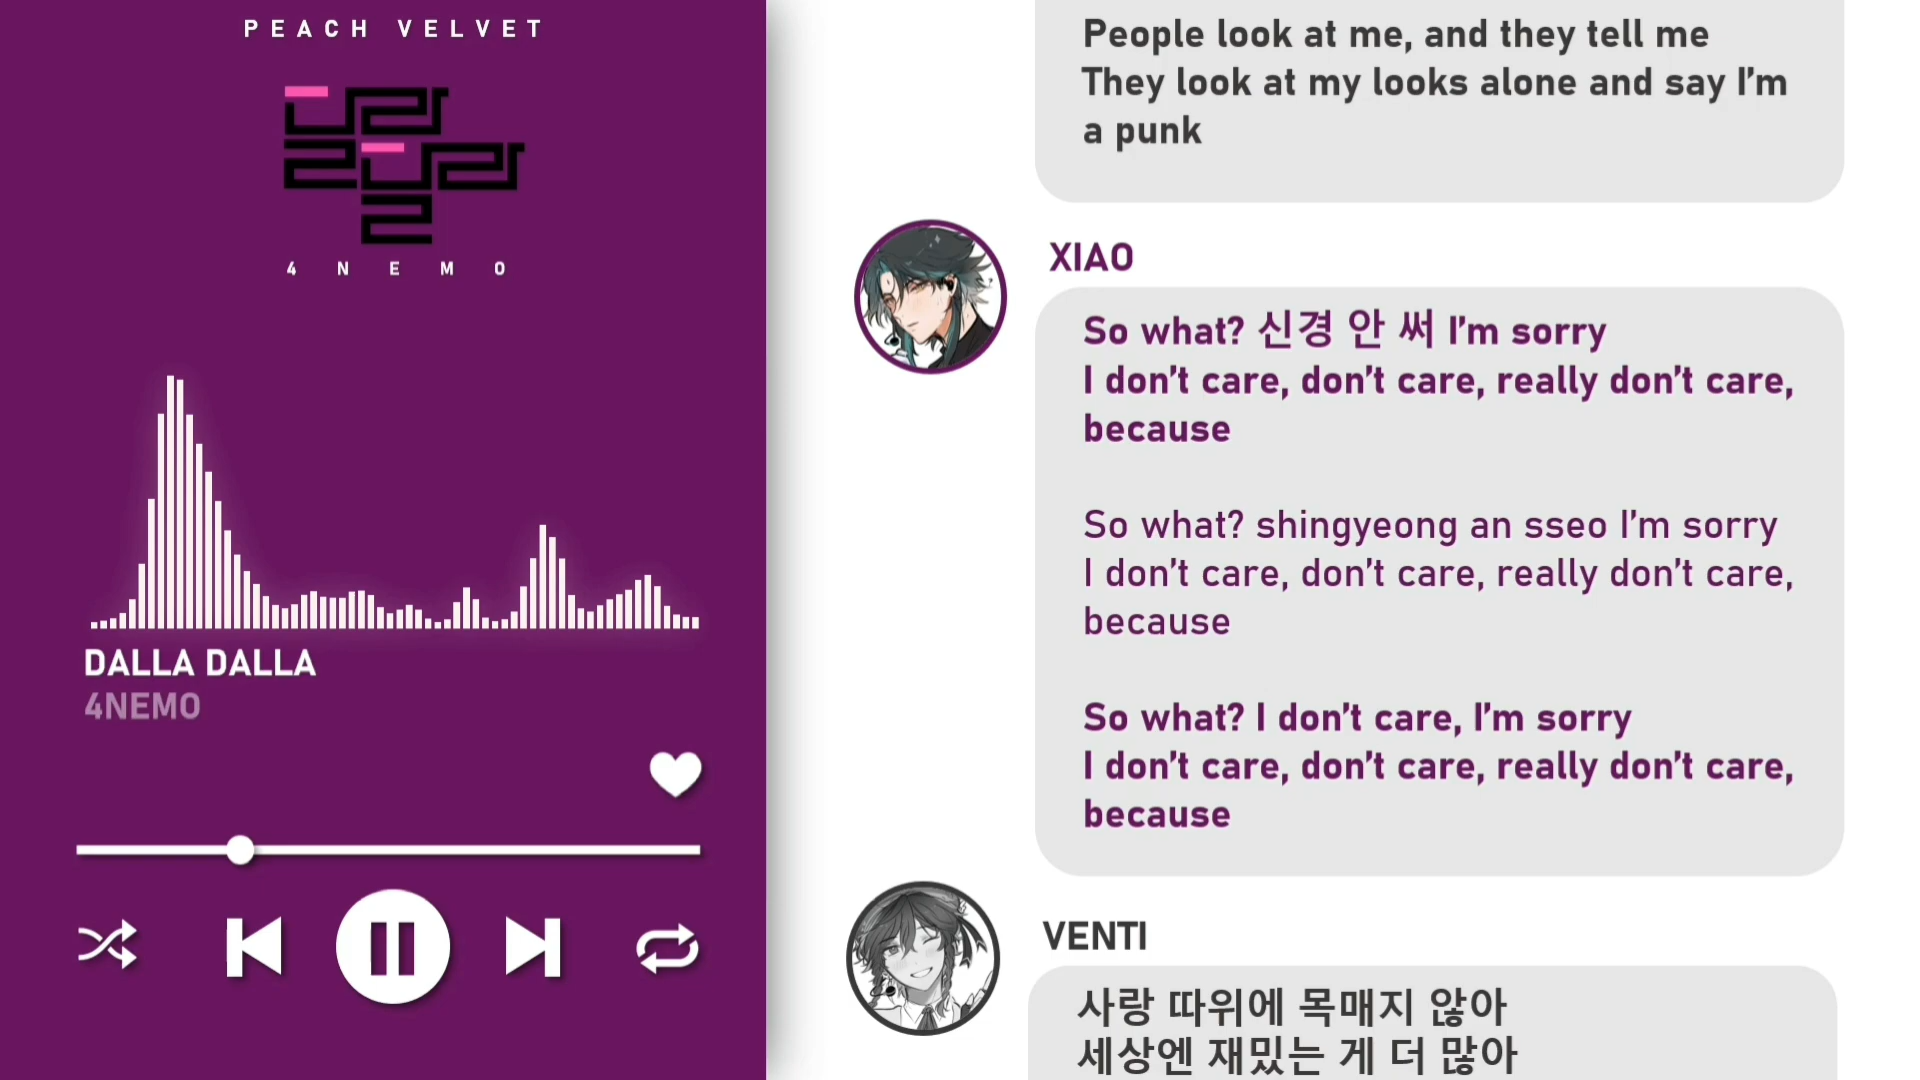 PEACH VELVET
달라
달라
4NEMO
DALLA DALLA
4NEMO
People look at me, and they tell me
They look at my looks alone and say I’m
a punk
XIAO
So what? 신경 안 써 I’m sorry
I don’t care, don’t care, really don’t care,
because
So what? shingyeong an sseo I’m sorry
I don’t care, don’t care, really don’t care,
because
So what? I don’t care, I’m sorry
I don’t care, don’t care, really don’t care,
because
VENTI
사랑 따위에 목매지 않아
세상엔 재밌는 게 더 많아